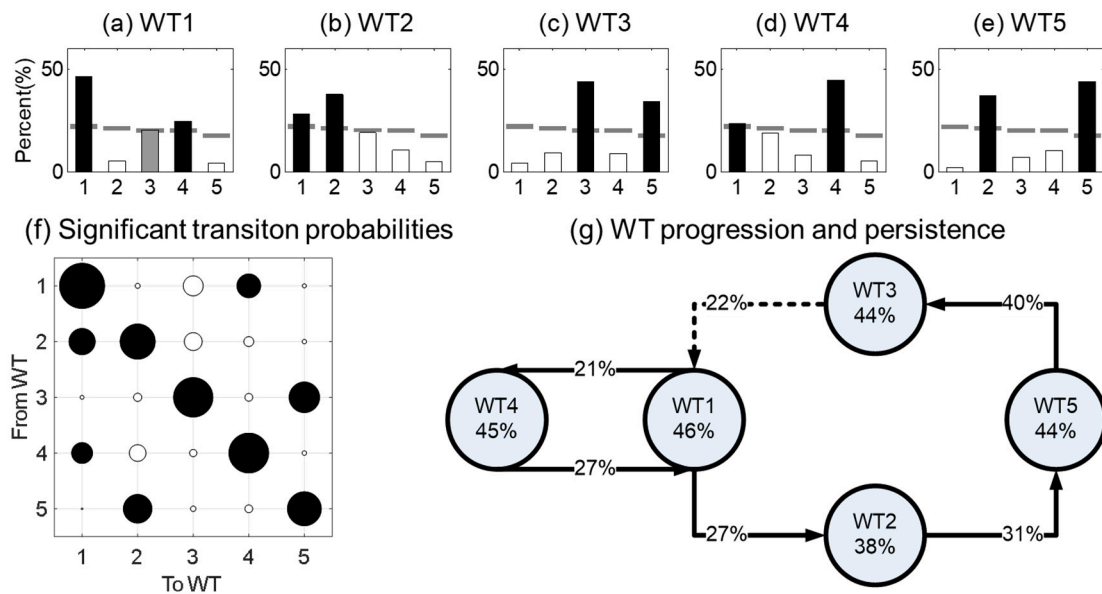 (a) WT1
(b) WT2
(c) WT3
(d) WT4
(e) WT5
Percent(%)
50
0
1 2 3 4 5
50
0
1 2 3 4 5
50
0
1 2 3 4 5
50
0
1 2 3 4 5
50
0
1 2 3 4 5
(f) Significant transiton probabilities
From WT
1
2
3
4
5
1 2 3 4 5
To WT
(g) WT progression and persistence
WT3
44%
22%
40%
21%
WT4
45%
WT1
46%
WT5
44%
27%
WT2
38%
27%
31%